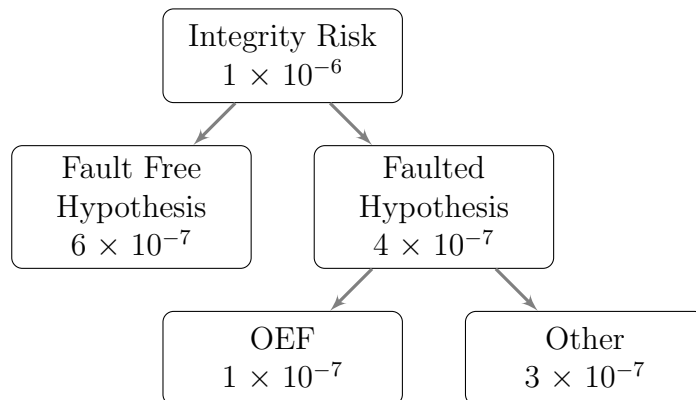 Integrity Risk
1 × 10⁻⁶
Fault Free
Hypothesis
6 × 10⁻⁷
Faulted
Hypothesis
4 × 10⁻⁷
OEF
1 × 10⁻⁷
Other
3 × 10⁻⁷